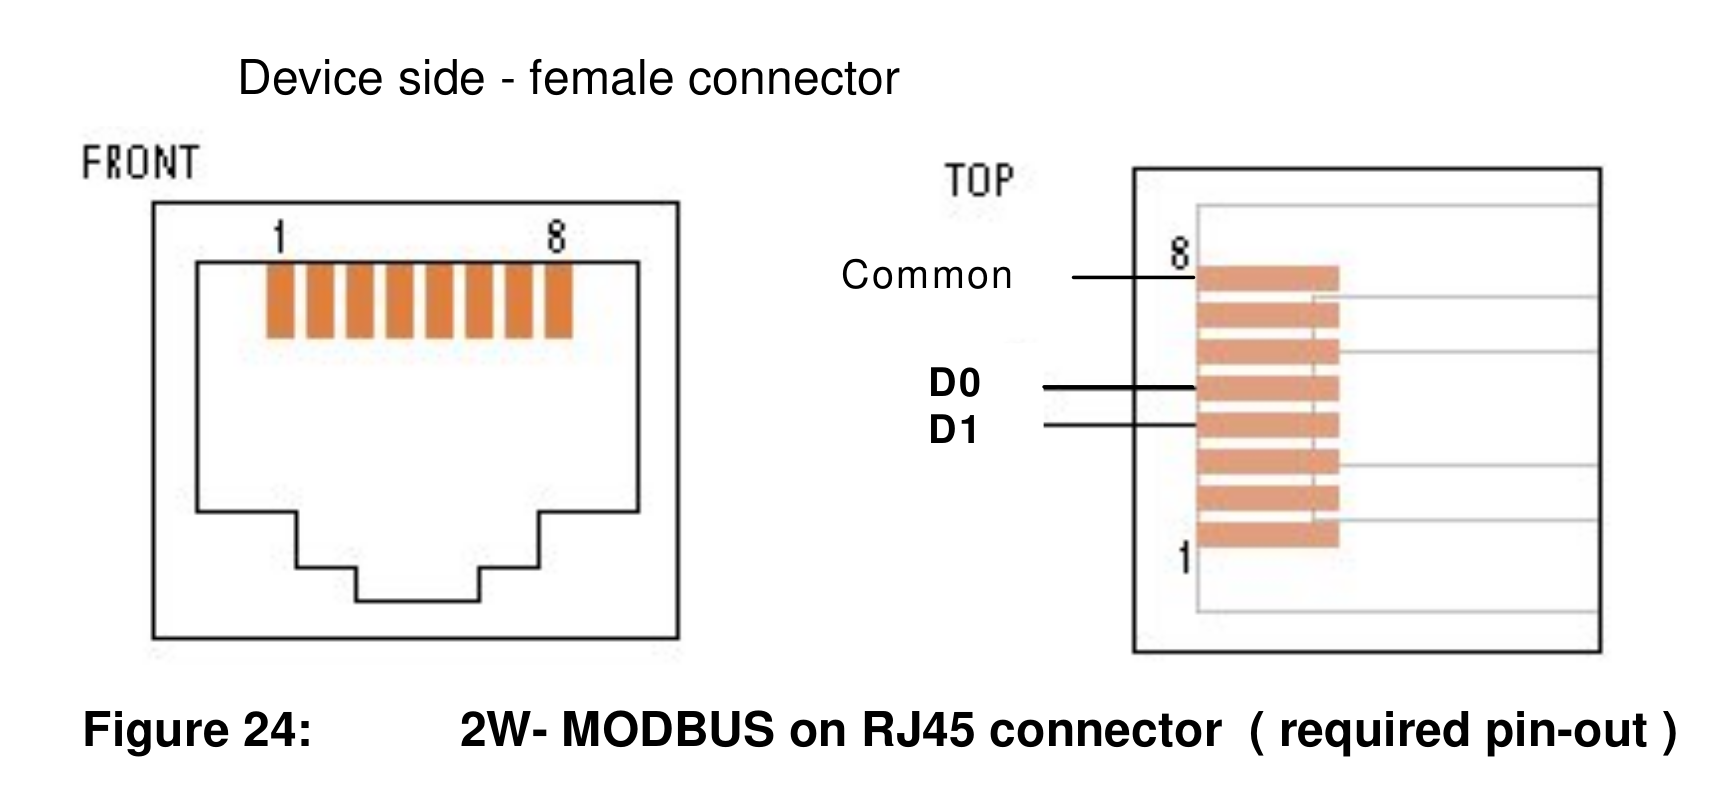 Device side - female connector
FRONT
1 8
TOP
8
Common
D0
D1
1
Figure 24: 2W- MODBUS on RJ45 connector ( required pin-out )